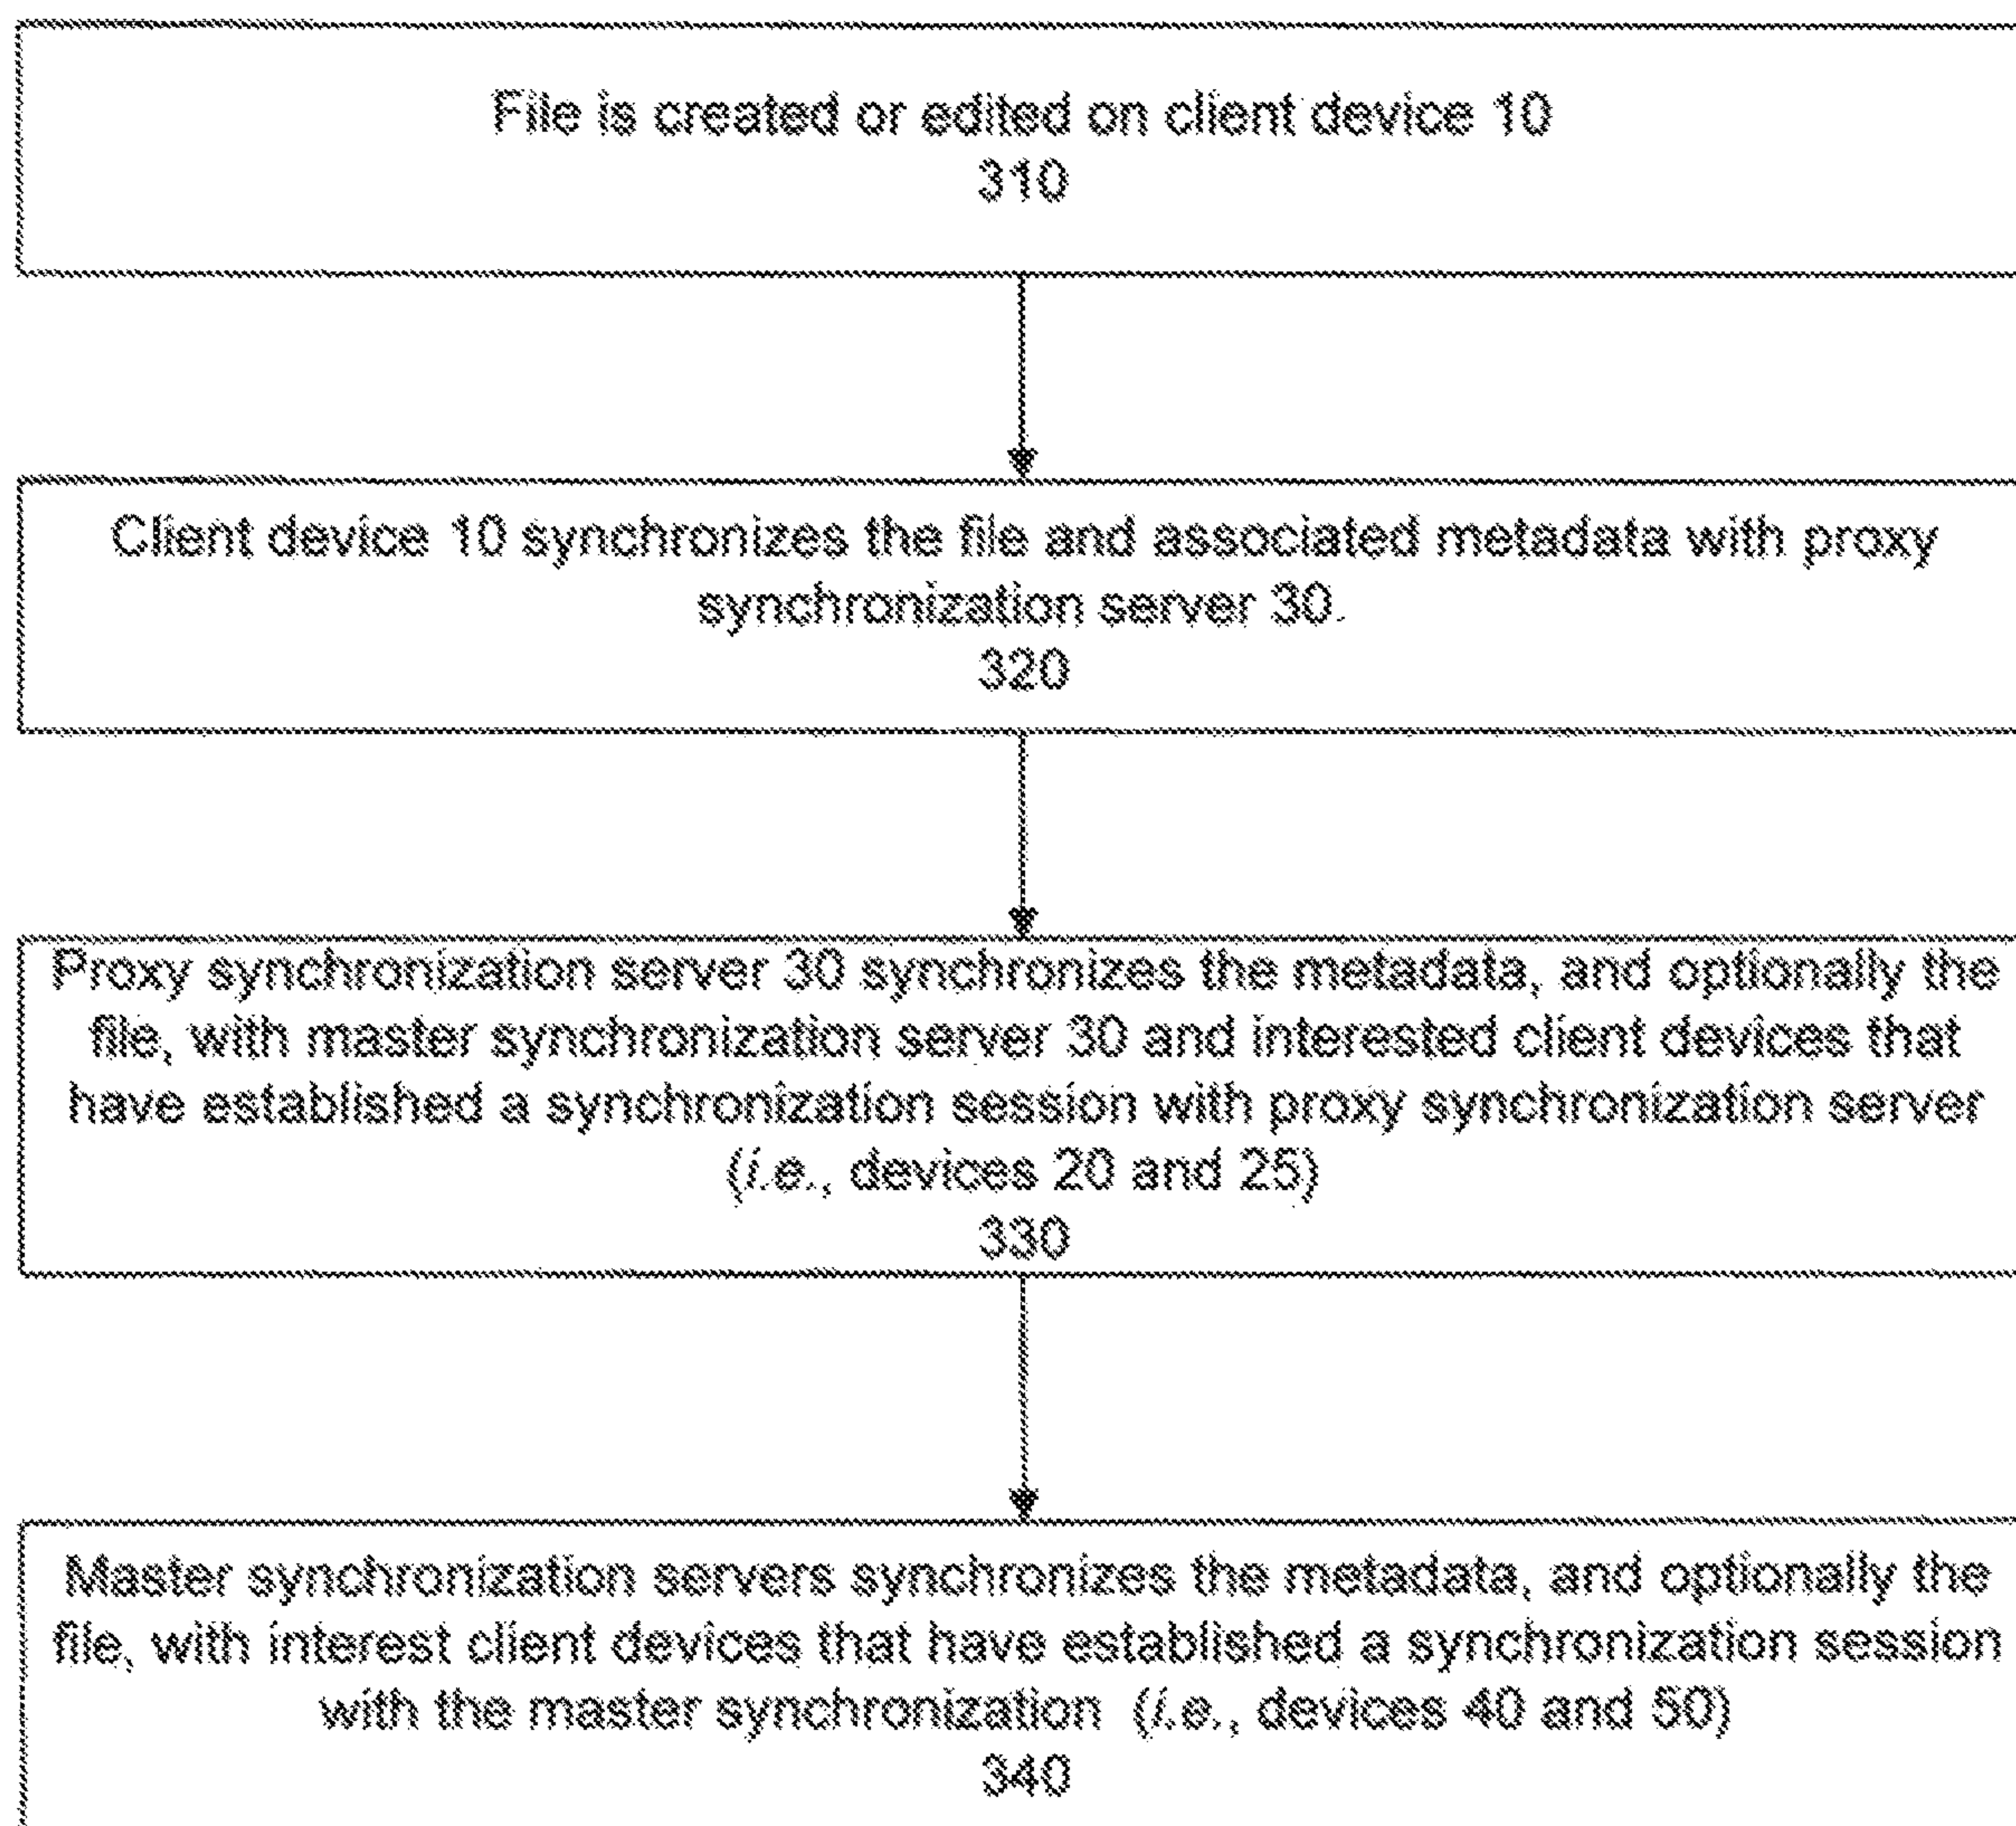 File is created or edited on client device 10
310
Client device 10 synchronizes the file and associated metadata with proxy
synchronization server 30.
320
Proxy synchronization server 30 synchronizes the metadata, and optionally the
file, with master synchronization server 30 and interested client devices that
have established a synchronization session with proxy synchronization server
(i.e., devices 20 and 25)
330
Master synchronization servers synchronizes the metadata, and optionally the
file, with interest client devices that have established a synchronization session
with the master synchronization (i.e., devices 40 and 50)
340